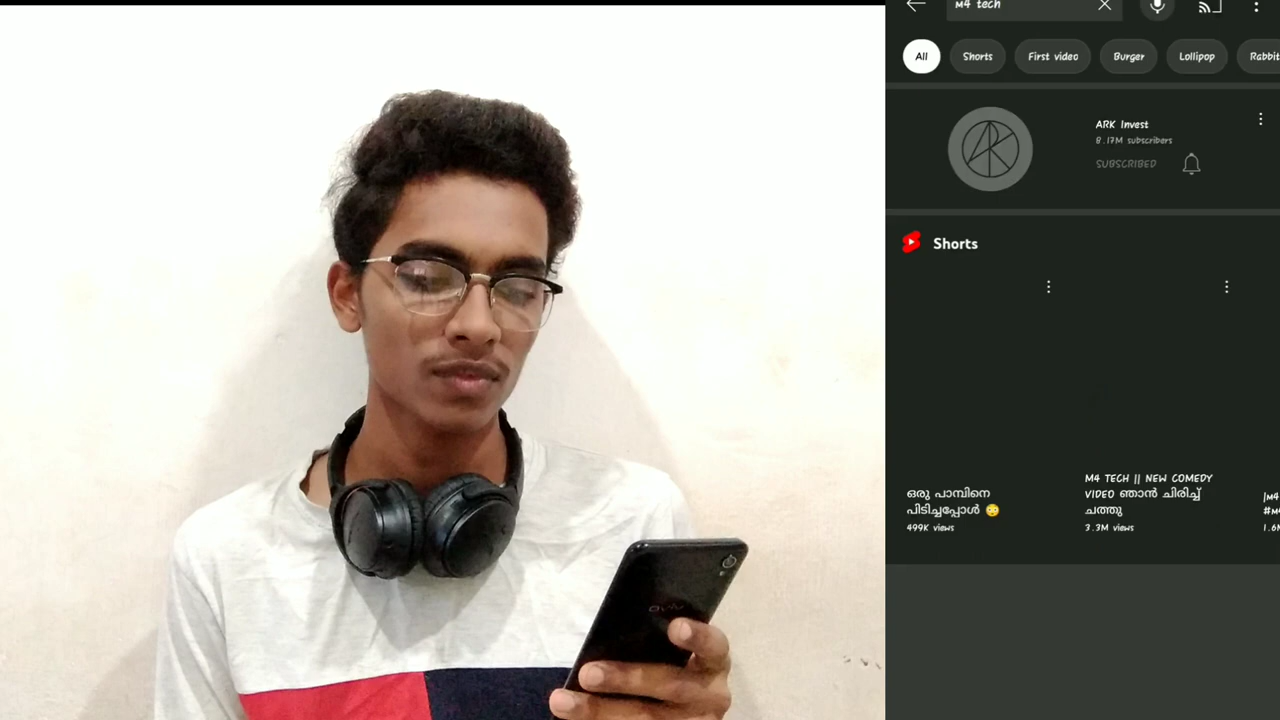 M4 tech
All
Shorts
First video
Burger
Lollipop
Rabbit
ARK Invest
8.17M subscribers
SUBSCRIBED
Shorts
ഒരു പാമ്പിനെ
പിടിച്ചപ്പോൾ 😳
499K views
M4 TECH || NEW COMEDY
VIDEO ഞാൻ ചിരിച്ച്
ചത്തു
3.3M views